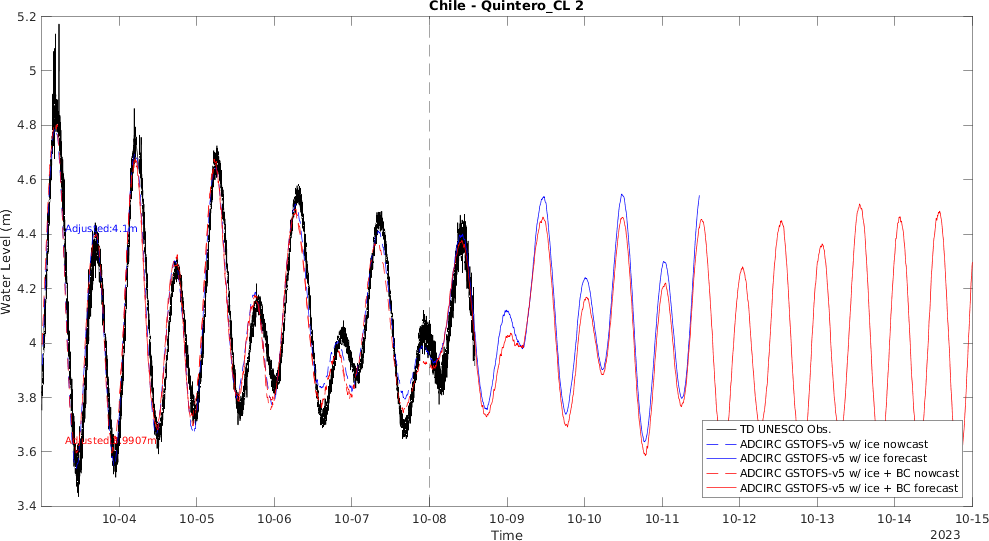 Chile - Quintero_CL 2
Water Level (m)
5.2
5
4.8
4.6
4.4
4.2
4
3.8
3.6
3.4
Adjusted:4.1m
TD UNESCO Obs.
ADCIRC GSTOFS-v5 w/ ice nowcast
ADCIRC GSTOFS-v5 w/ ice forecast
ADCIRC GSTOFS-v5 w/ ice + BC nowcast
ADCIRC GSTOFS-v5 w/ ice + BC forecast
10-04 10-05 10-06 10-07 10-08 10-09 10-10 10-11 10-12 10-13 10-14 10-15
Time
2023